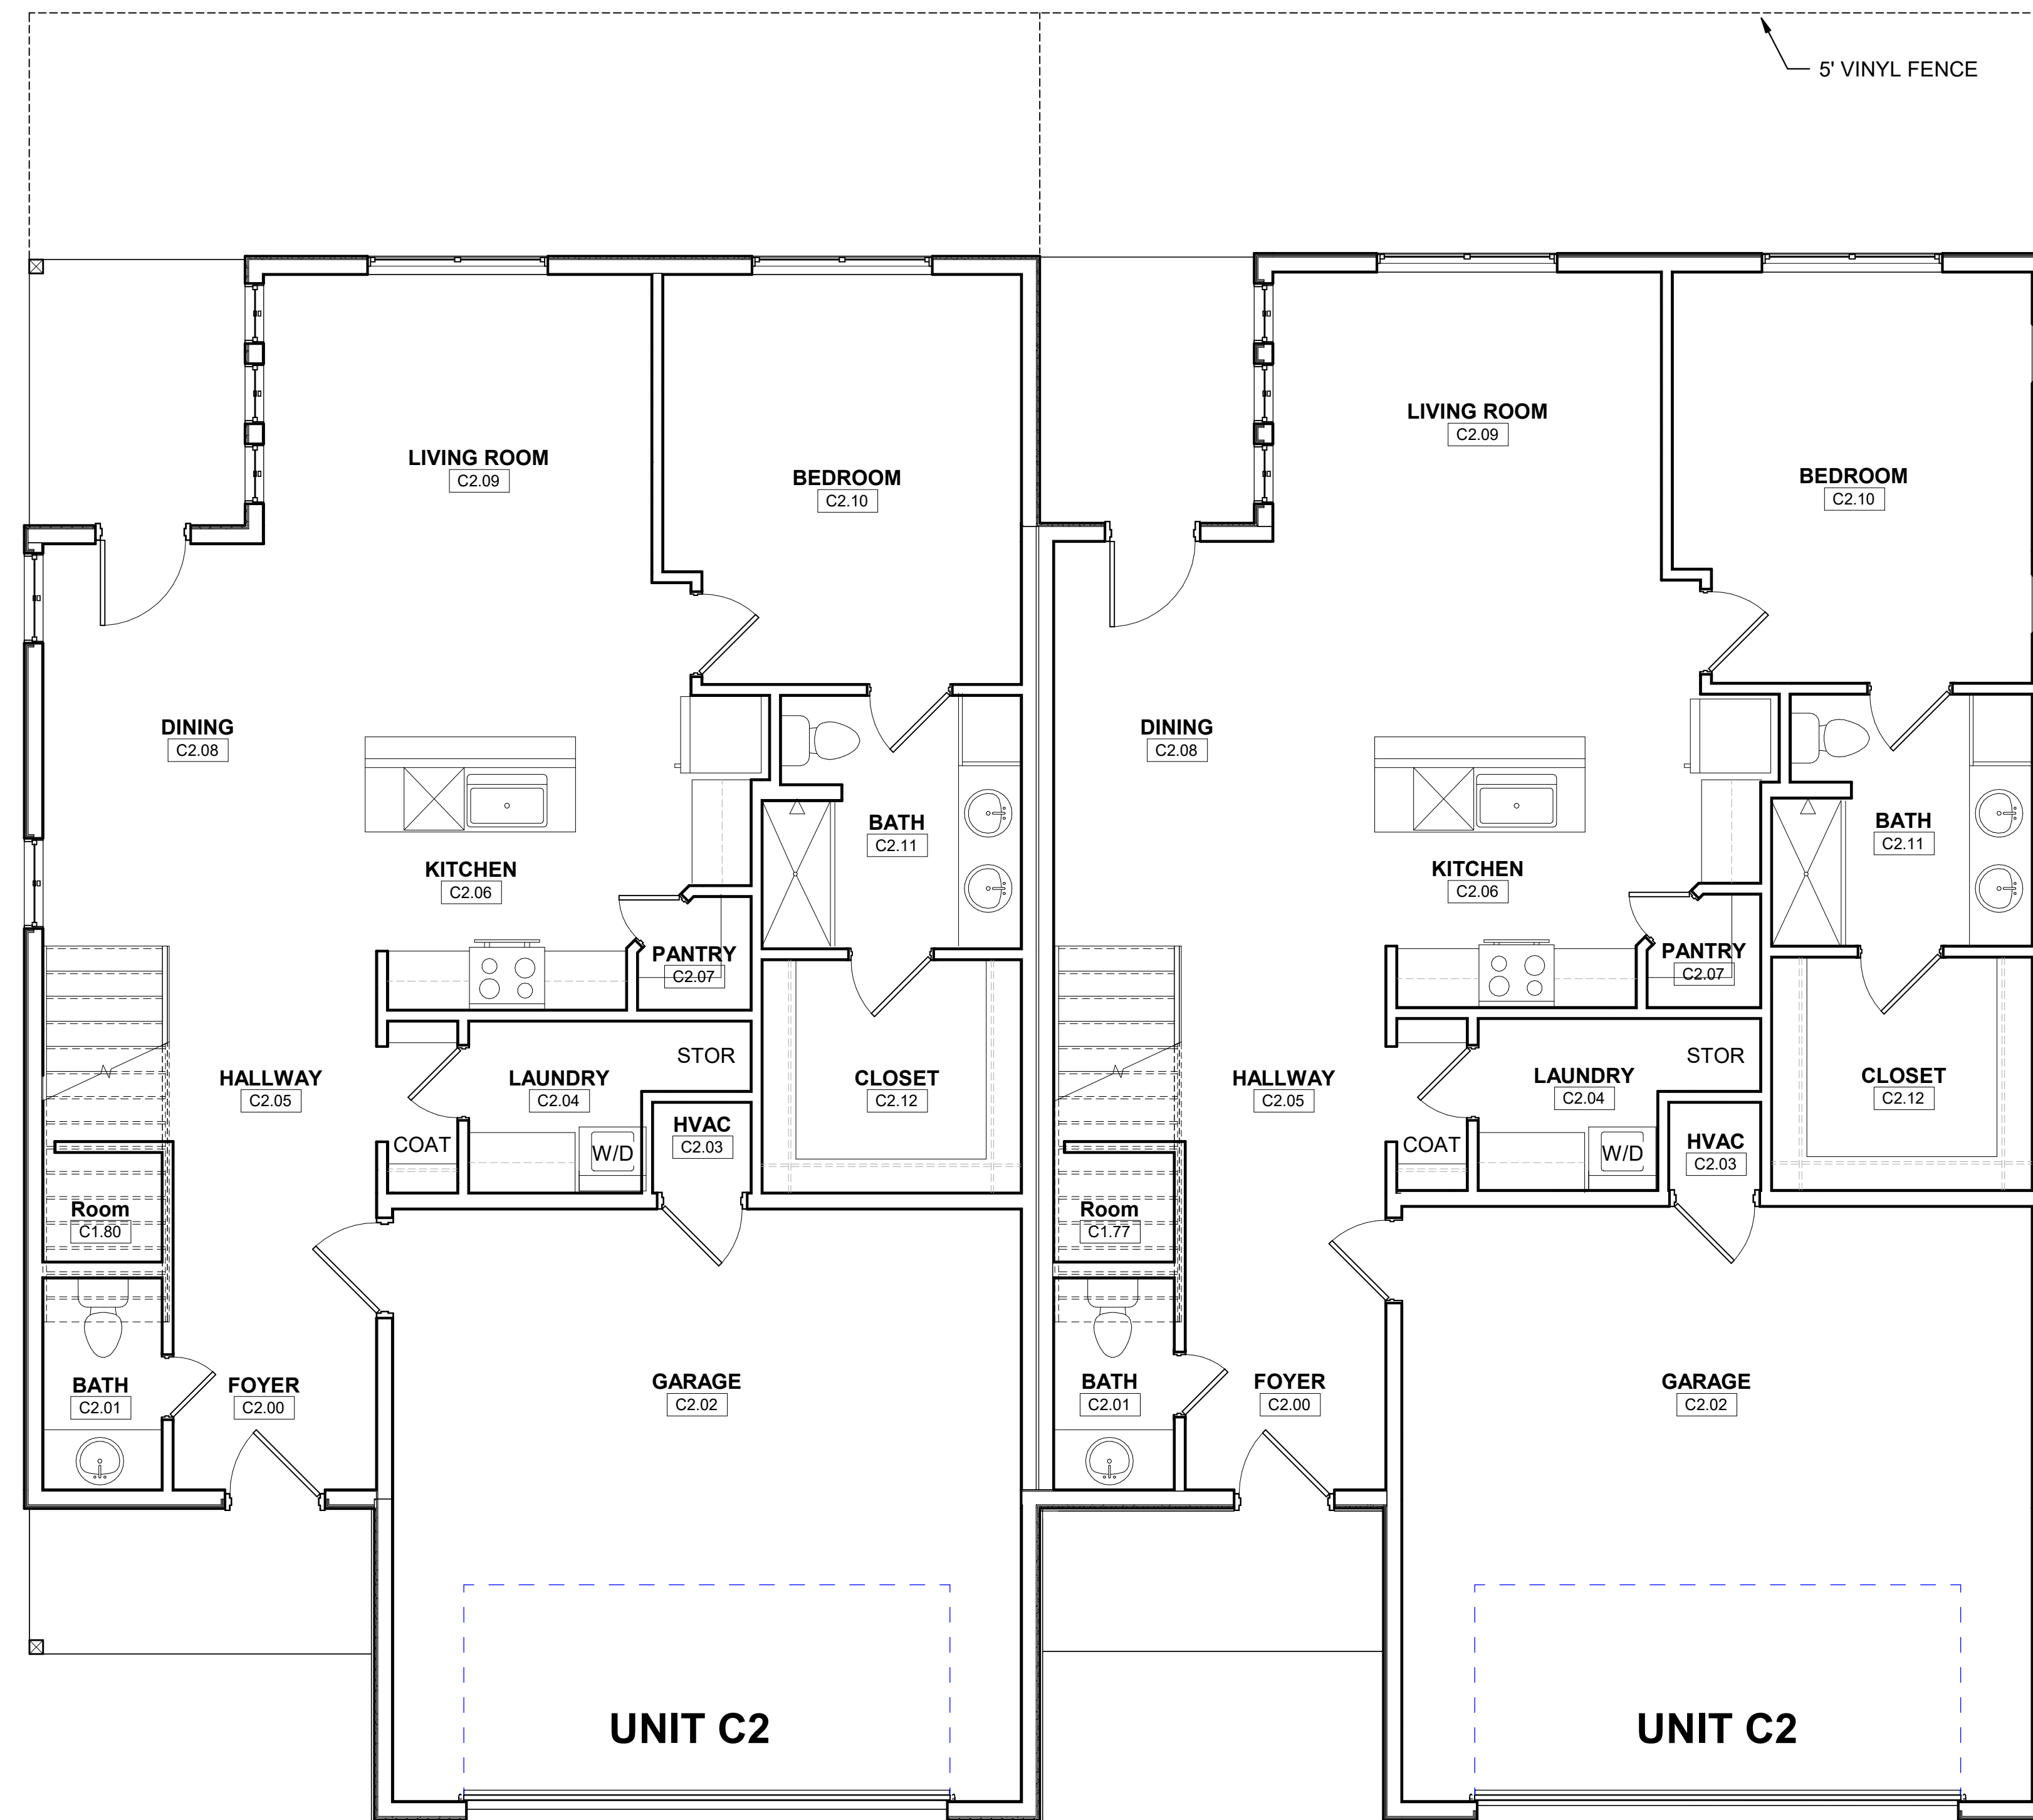 5' VINYL FENCE
LIVING ROOM
C2.09
BEDROOM
C2.10
DINING
C2.08
KITCHEN
C2.06
BATH
C2.11
PANTRY
C2.07
STOR
HALLWAY
C2.05
LAUNDRY
C2.04
CLOSET
C2.12
COAT
W/D
HVAC
C2.03
Room
C1.80
BATH
C2.01
FOYER
C2.00
GARAGE
C2.02
UNIT C2
LIVING ROOM
C2.09
BEDROOM
C2.10
DINING
C2.08
KITCHEN
C2.06
BATH
C2.11
PANTRY
C2.07
STOR
HALLWAY
C2.05
LAUNDRY
C2.04
CLOSET
C2.12
COAT
W/D
HVAC
C2.03
Room
C1.77
BATH
C2.01
FOYER
C2.00
GARAGE
C2.02
UNIT C2